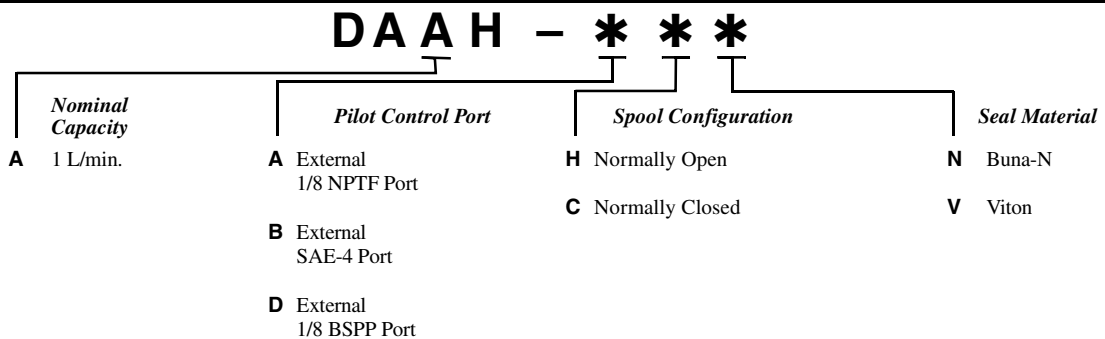 DAAH – * * *
Nominal
Capacity
A 1 L/min.
Pilot Control Port
A External
1/8 NPTF Port
B External
SAE-4 Port
D External
1/8 BSPP Port
Spool Configuration
H Normally Open
C Normally Closed
Seal Material
N Buna-N
V Viton